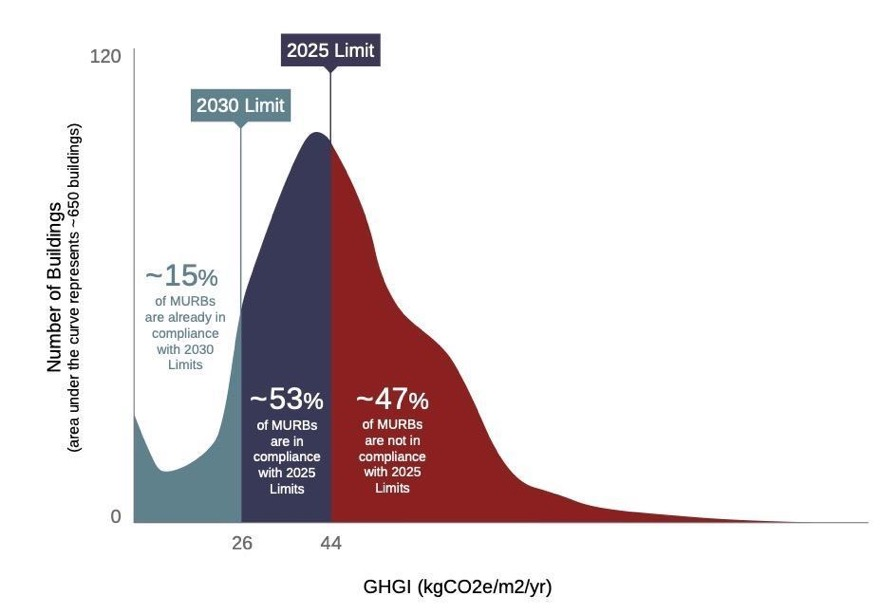 120
2025 Limit
2030 Limit
Number of Buildings
(area under the curve represents ~650 buildings)
~15%
of MURBs
are already in
compliance
with 2030
Limits
~53%
of MURBs
are in
compliance
with 2025
Limits
~47%
of MURBs
are not in
compliance
with 2025
Limits
0
26
44
GHGI (kgCO2e/m2/yr)